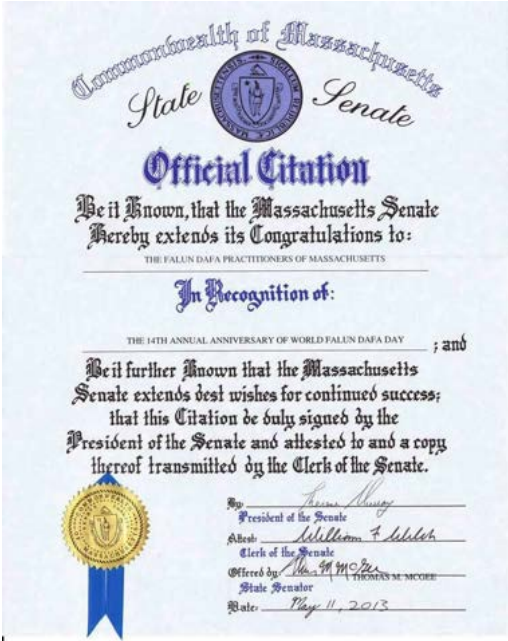 Commonwealth of Massachusetts
State Senate
Official Citation
Be it Known, that the Massachusetts Senate
Hereby extends its Congratulations to:
THE FALUN DAFA PRACTITIONERS OF MASSACHUSETTS
In Recognition of:
THE 14TH ANNUAL ANNIVERSARY OF WORLD FALUN DAFA DAY ; and
Be it further Known that the Massachusetts
Senate extends best wishes for continued success;
that this Citation be duly signed by the
President of the Senate and attested to and a copy
thereof transmitted by the Clerk of the Senate.
By:
President of the Senate
Attest: William F Welch
Clerk of the Senate
Offered by: THOMAS M. MCGEE
State Senator
Date: May 11, 2013